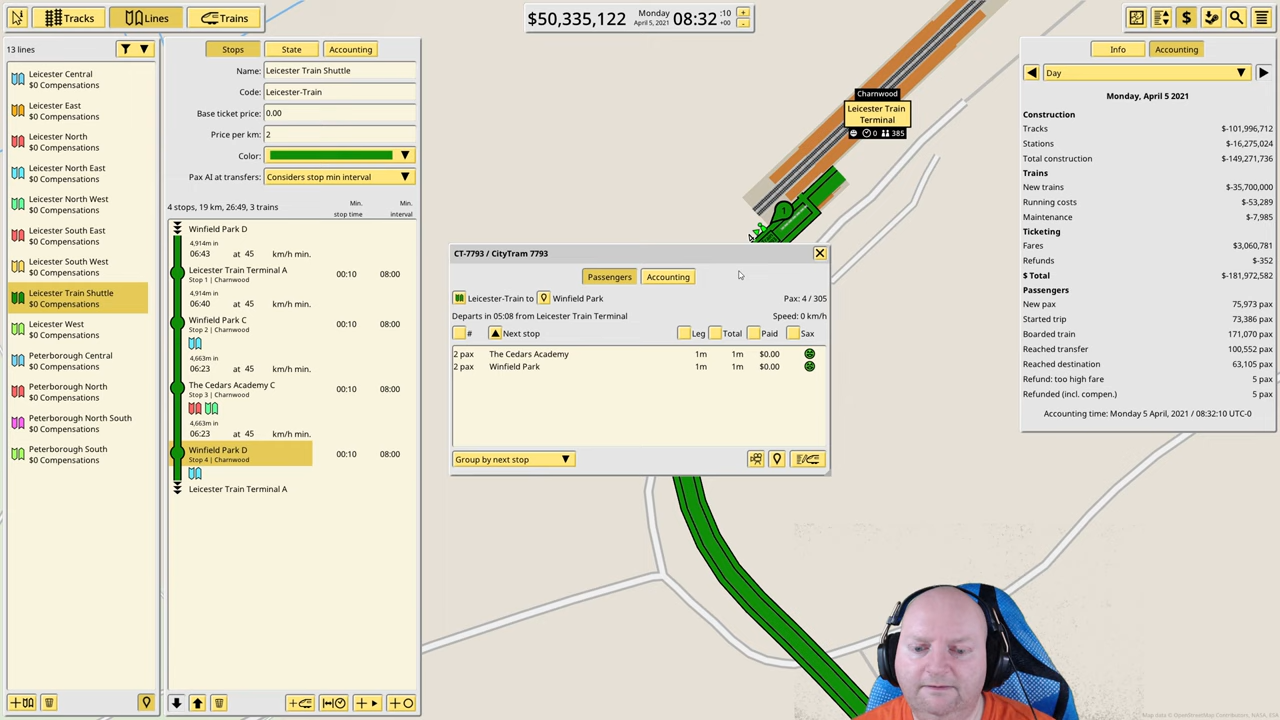 Tracks
Lines
Trains
$50,335,122
Monday
April 5, 2021
08:32
:10
+00
+
-
13 lines
Leicester Central
$0 Compensations
Leicester East
$0 Compensations
Leicester North
$0 Compensations
Leicester North East
$0 Compensations
Leicester North West
$0 Compensations
Leicester South East
$0 Compensations
Leicester South West
$0 Compensations
Leicester Train Shuttle
$0 Compensations
Leicester West
$0 Compensations
Peterborough Central
$0 Compensations
Peterborough North
$0 Compensations
Peterborough North South
$0 Compensations
Peterborough South
$0 Compensations
Stops
State
Accounting
Name: Leicester Train Shuttle
Code: Leicester-Train
Base ticket price: 0.00
Price per km: 2
Color:
Pax AI at transfers: Considers stop min interval
4 stops, 19 km, 26:49, 3 trains
Min. stop time
Min. interval
Winfield Park D
4,914m in
06:43 at 45 km/h min.
Leicester Train Terminal A 00:10 08:00
Stop 1 | Charnwood
4,914m in
06:40 at 45 km/h min.
Winfield Park C 00:10 08:00
Stop 2 | Charnwood
4,663m in
06:23 at 45 km/h min.
The Cedars Academy C 00:10 08:00
Stop 3 | Charnwood
4,663m in
06:23 at 45 km/h min.
Winfield Park D 00:10 08:00
Stop 4 | Charnwood
Leicester Train Terminal A
Charnwood
Leicester Train
Terminal
0 385
1
CT-7793 / CityTram 7793
Passengers
Accounting
Leicester-Train to Winfield Park Pax: 4 / 305
Departs in 05:08 from Leicester Train Terminal Speed: 0 km/h
# Next stop Leg Total Paid Sax
2 pax The Cedars Academy 1m 1m $0.00
2 pax Winfield Park 1m 1m $0.00
Group by next stop
$
Info
Accounting
Day
Monday, April 5 2021
Construction
Tracks $-101,996,712
Stations $-16,275,024
Total construction $-149,271,736
Trains
New trains $-35,700,000
Running costs $-53,289
Maintenance $-7,985
Ticketing
Fares $3,060,781
Refunds $-352
$ Total $-181,972,582
Passengers
New pax 75,973 pax
Started trip 73,386 pax
Boarded train 171,070 pax
Reached transfer 100,552 pax
Reached destination 63,105 pax
Refund: too high fare 5 pax
Refunded (incl. compen.) 5 pax
Accounting time: Monday 5 April, 2021 / 08:32:10 UTC-0
Map data © OpenStreetMap Contributors, NASA, ESA